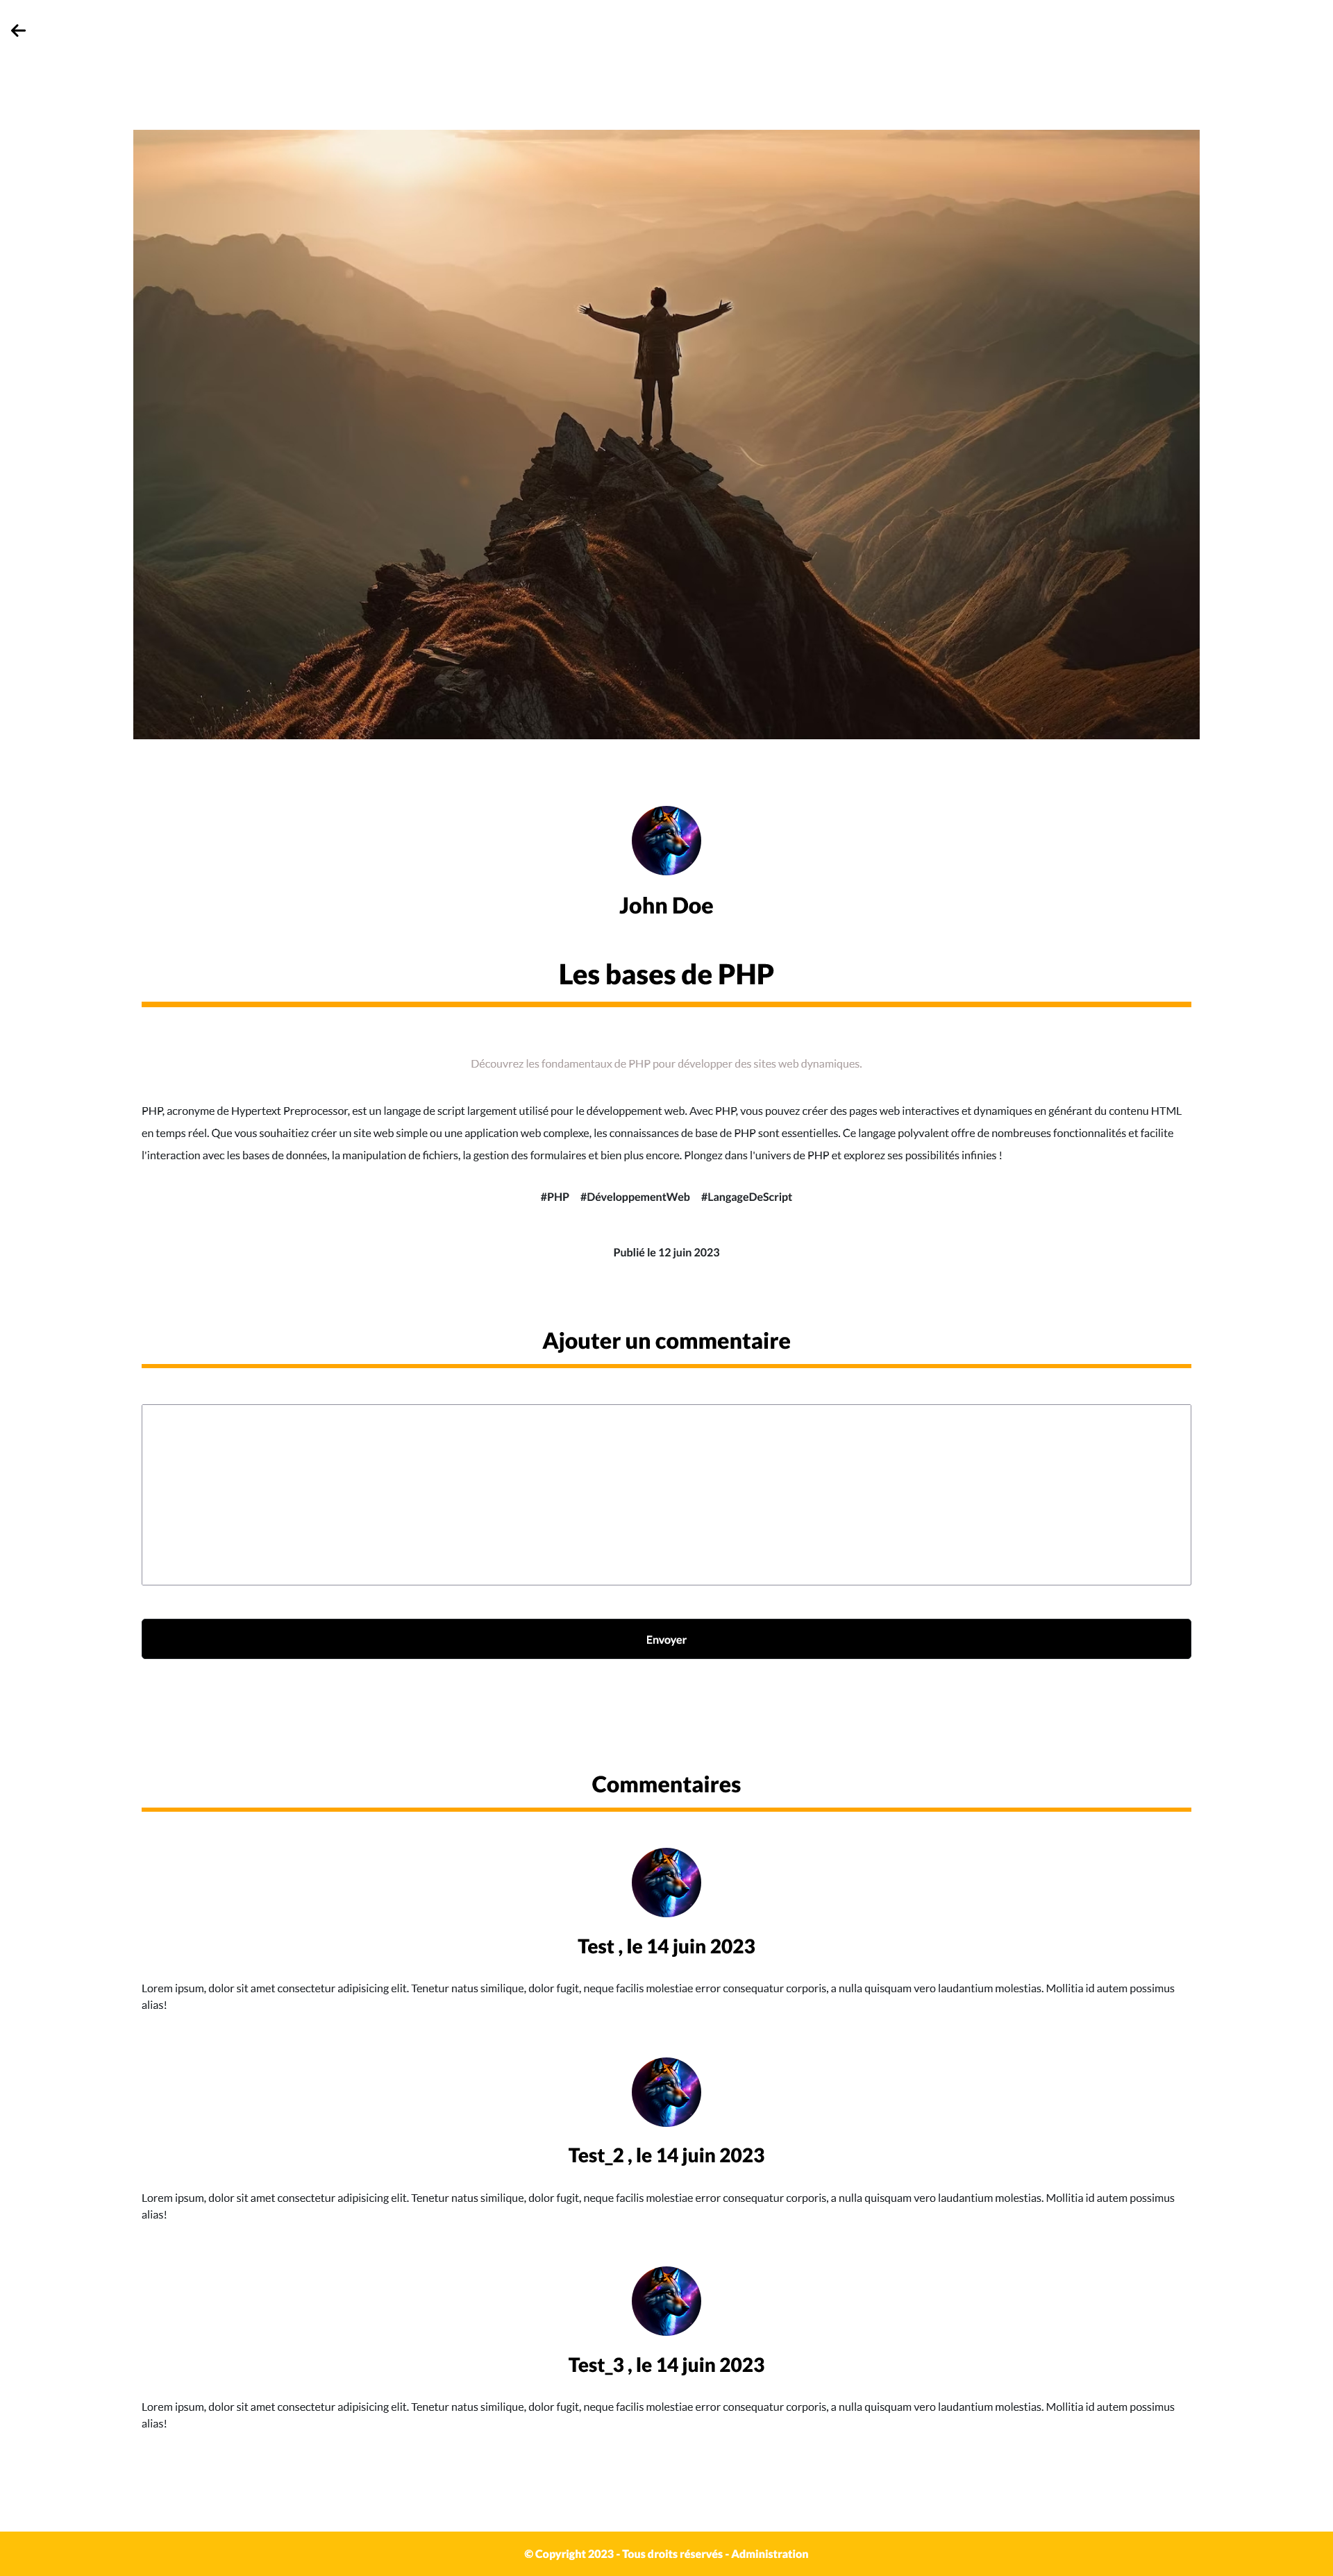 John Doe
Les bases de PHP
Découvrez les fondamentaux de PHP pour développer des sites web dynamiques.
PHP, acronyme de Hypertext Preprocessor, est un langage de script largement utilisé pour le développement web. Avec PHP, vous pouvez créer des pages web interactives et dynamiques en générant du contenu HTML
en temps réel. Que vous souhaitiez créer un site web simple ou une application web complexe, les connaissances de base de PHP sont essentielles. Ce langage polyvalent offre de nombreuses fonctionnalités et facilite
l'interaction avec les bases de données, la manipulation de fichiers, la gestion des formulaires et bien plus encore. Plongez dans l'univers de PHP et explorez ses possibilités infinies !
#PHP #DéveloppementWeb #LangageDeScript
Publié le 12 juin 2023
Ajouter un commentaire
Envoyer
Commentaires
Test , le 14 juin 2023
Lorem ipsum, dolor sit amet consectetur adipisicing elit. Tenetur natus similique, dolor fugit, neque facilis molestiae error consequatur corporis, a nulla quisquam vero laudantium molestias. Mollitia id autem possimus
alias!
Test_2 , le 14 juin 2023
Lorem ipsum, dolor sit amet consectetur adipisicing elit. Tenetur natus similique, dolor fugit, neque facilis molestiae error consequatur corporis, a nulla quisquam vero laudantium molestias. Mollitia id autem possimus
alias!
Test_3 , le 14 juin 2023
Lorem ipsum, dolor sit amet consectetur adipisicing elit. Tenetur natus similique, dolor fugit, neque facilis molestiae error consequatur corporis, a nulla quisquam vero laudantium molestias. Mollitia id autem possimus
alias!
© Copyright 2023 - Tous droits réservés - Administration